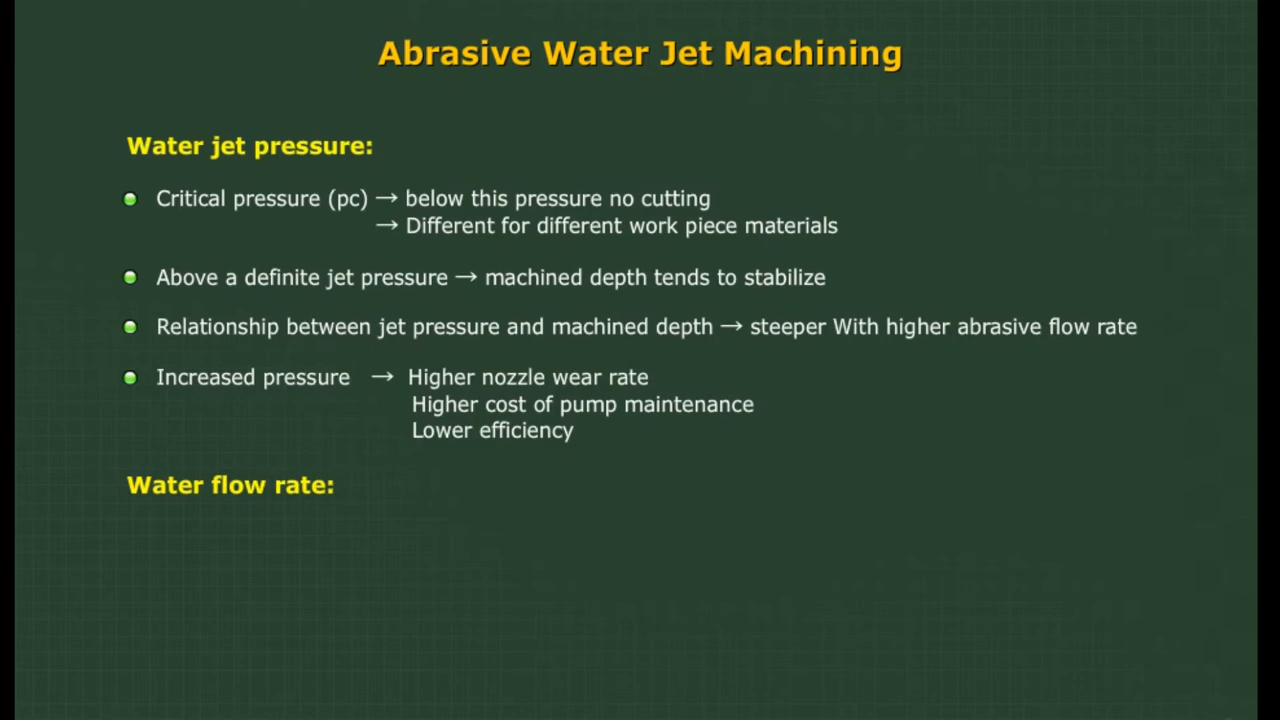 Abrasive Water Jet Machining
Water jet pressure:
Critical pressure (pc) → below this pressure no cutting
→ Different for different work piece materials
Above a definite jet pressure → machined depth tends to stabilize
Relationship between jet pressure and machined depth → steeper With higher abrasive flow rate
Increased pressure → Higher nozzle wear rate
Higher cost of pump maintenance
Lower efficiency
Water flow rate: